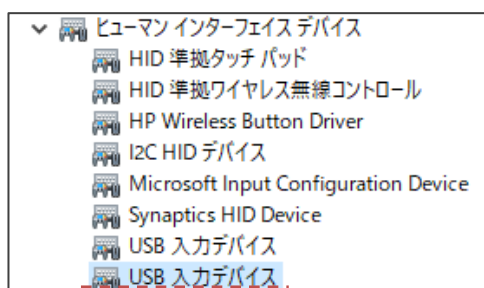 ヒューマン インターフェイス デバイス
HID 準拠タッチ パッド
HID 準拠ワイヤレス無線コントロール
HP Wireless Button Driver
I2C HID デバイス
Microsoft Input Configuration Device
Synaptics HID Device
USB 入力デバイス
USB 入力デバイス